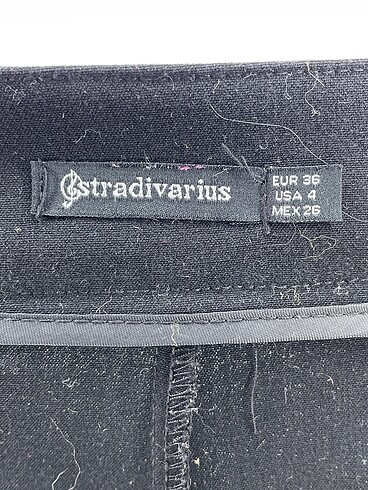 stradivarius
EUR 36
USA 4
MEX 26